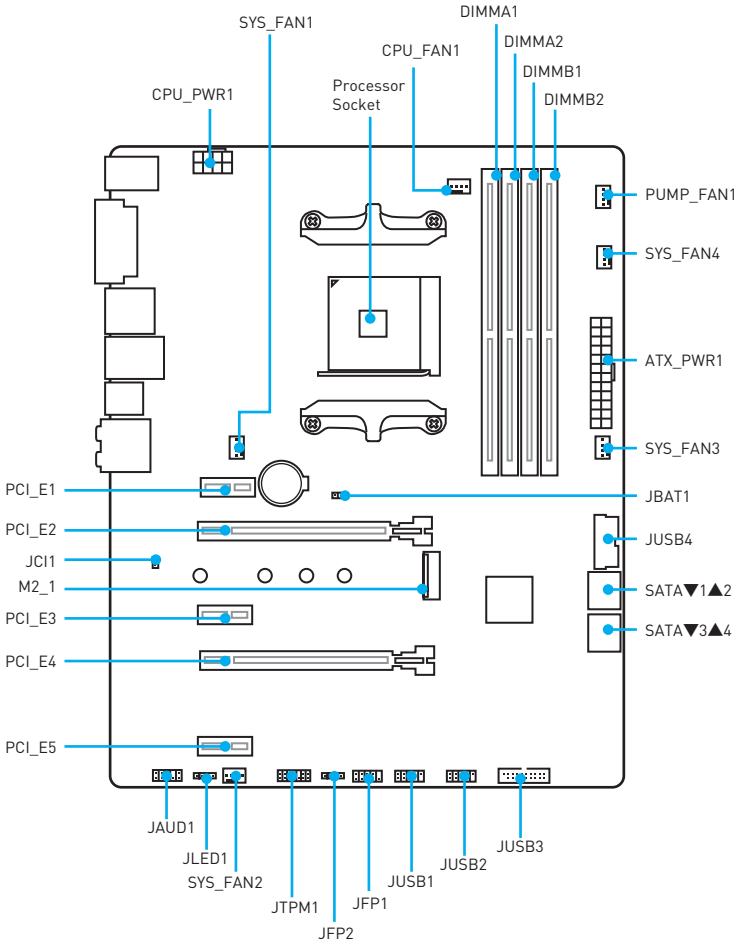 DIMMA1
SYS_FAN1
DIMMA2
CPU_FAN1
DIMMB1
Processor
Socket
CPU_PWR1
DIMMB2
PUMP_FAN1
SYS_FAN4
ATX_PWR1
SYS_FAN3
PCI_E1
JBAT1
PCI_E2
JUSB4
JCI1
M2_1
SATA▼1▲2
PCI_E3
SATA▼3▲4
PCI_E4
PCI_E5
JAUD1
JLED1
SYS_FAN2
JTPM1
JFP2
JFP1
JUSB1
JUSB2
JUSB3